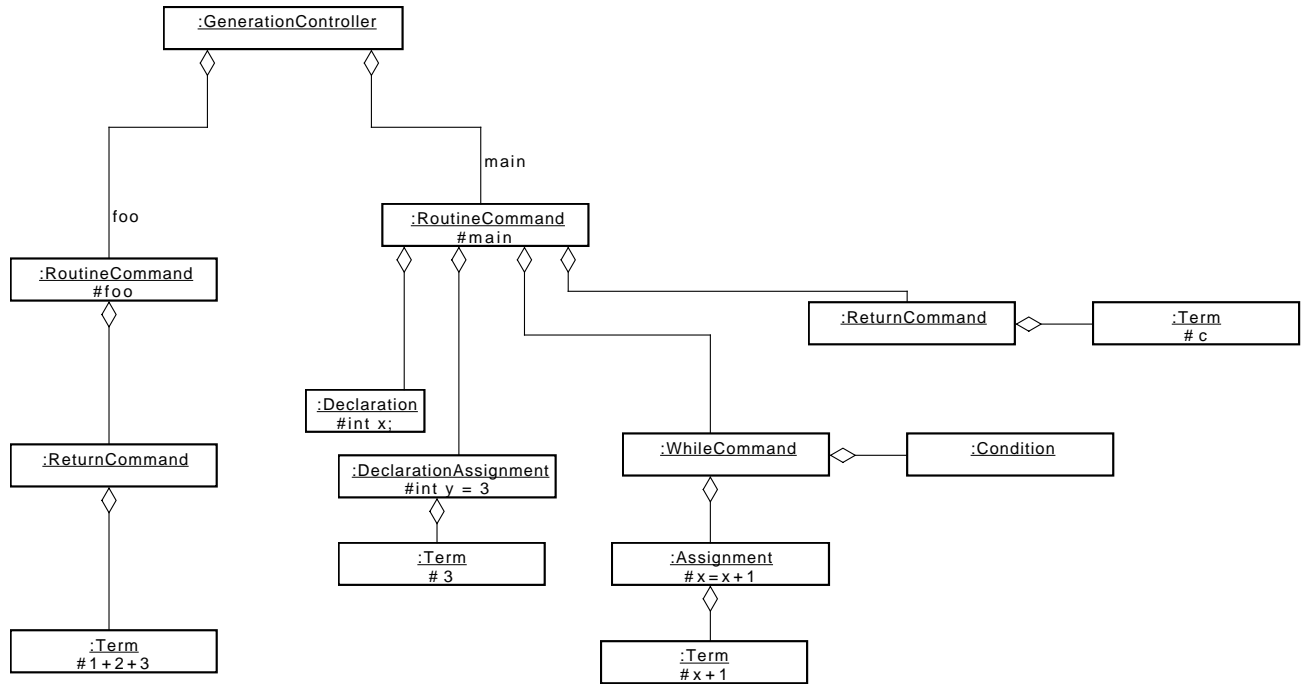 :GenerationController
main
foo
:RoutineCommand
#main
:RoutineCommand
#foo
:ReturnCommand
:Term
#c
:Declaration
#int x;
:ReturnCommand
:DeclarationAssignment
#int y = 3
:WhileCommand
:Condition
:Term
#3
:Assignment
#x=x+1
:Term
#1+2+3
:Term
#x+1